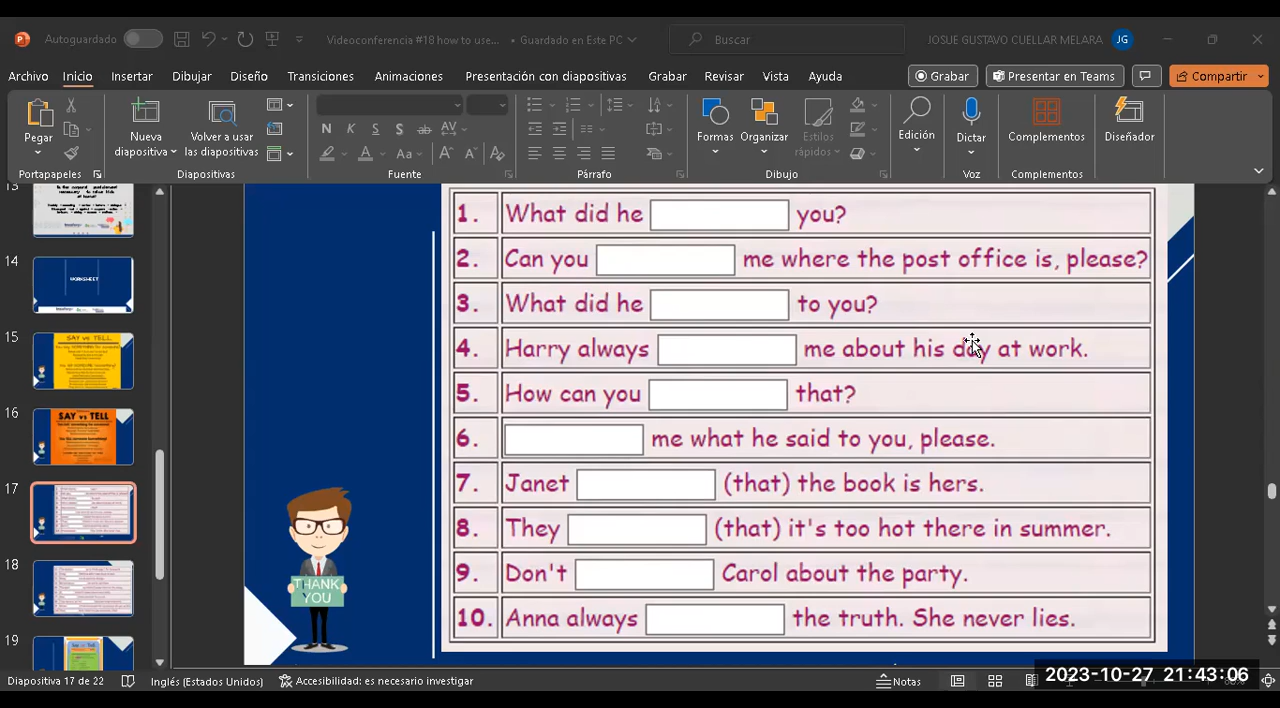 Autoguardado
Videoconferencia #18 how to use... • Guardado en Este PC
Buscar
JOSUE GUSTAVO CUELLAR MELARA JG
Archivo Inicio Insertar Dibujar Diseño Transiciones Animaciones Presentación con diapositivas Grabar Revisar Vista Ayuda
Grabar Presentar en Teams Compartir
Pegar
Nueva diapositiva
Volver a usar las diapositivas
N K S S ab AV
A Aa A A A
Formas Organizar Estilos rápidos
Edición
Dictar
Complementos
Diseñador
Portapapeles Diapositivas Fuente Párrafo Dibujo Voz Complementos
13
14
WORKSHEET
15
SAY vs TELL
16
SAY vs TELL
17
18
19
1. What did he you?
2. Can you me where the post office is, please?
3. What did he to you?
4. Harry always me about his day at work.
5. How can you that?
6. me what he said to you, please.
7. Janet (that) the book is hers.
8. They (that) it's too hot there in summer.
9. Don't Carol about the party.
10. Anna always the truth. She never lies.
THANK
YOU
Diapositiva 17 de 22 Inglés (Estados Unidos) Accesibilidad: es necesario investigar Notas
2023-10-27 21:43:06